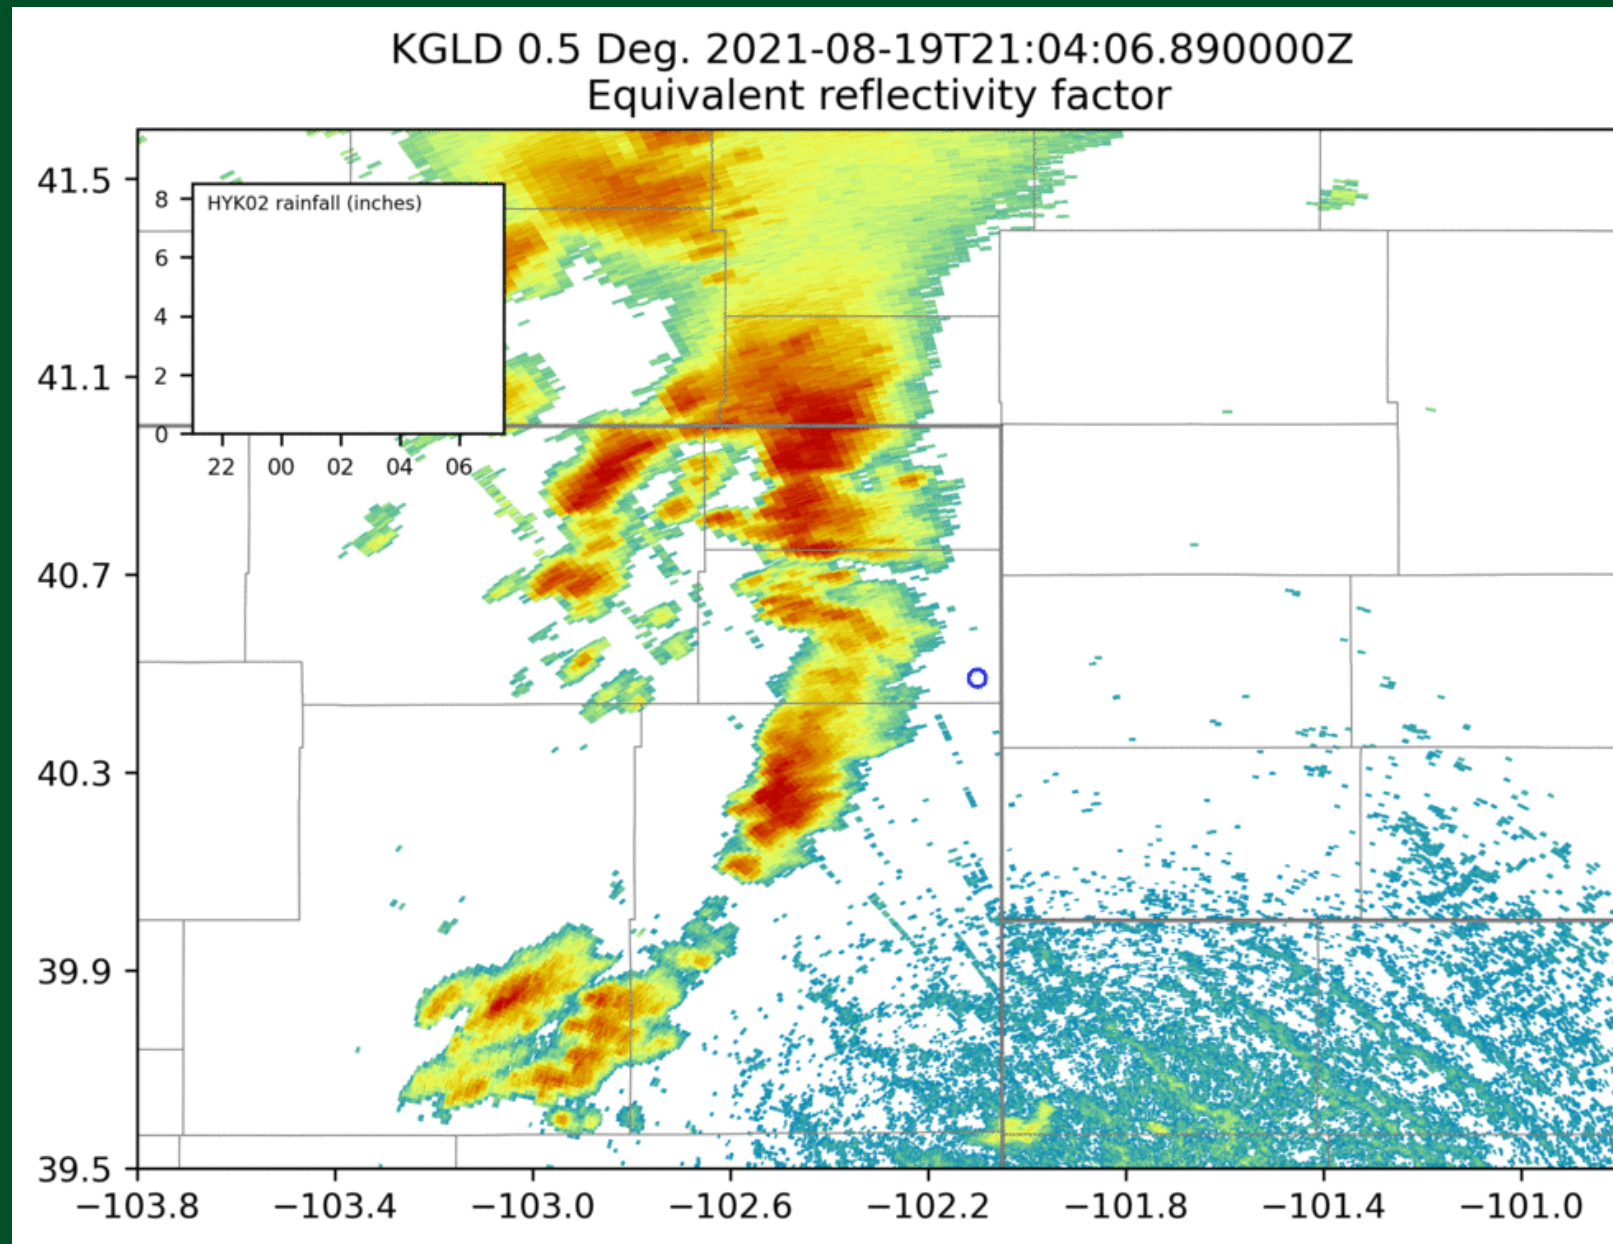 KGLD 0.5 Deg. 2021-08-19T21:04:06.890000Z
Equivalent reflectivity factor
41.5
41.1
40.7
40.3
39.9
39.5
HYK02 rainfall (inches)
8
6
4
2
0
22 00 02 04 06
−103.8 −103.4 −103.0 −102.6 −102.2 −101.8 −101.4 −101.0